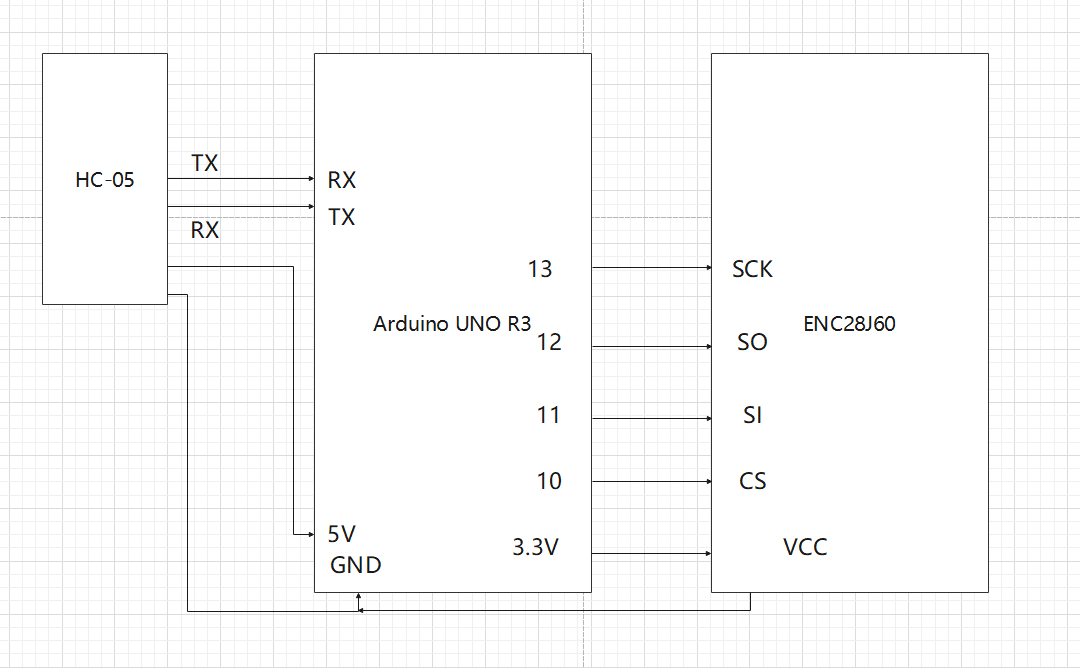 HC-05
TX
RX
RX
TX
Arduino UNO R3
13
12
11
10
3.3V
5V
GND
SCK
SO
SI
CS
VCC
ENC28J60